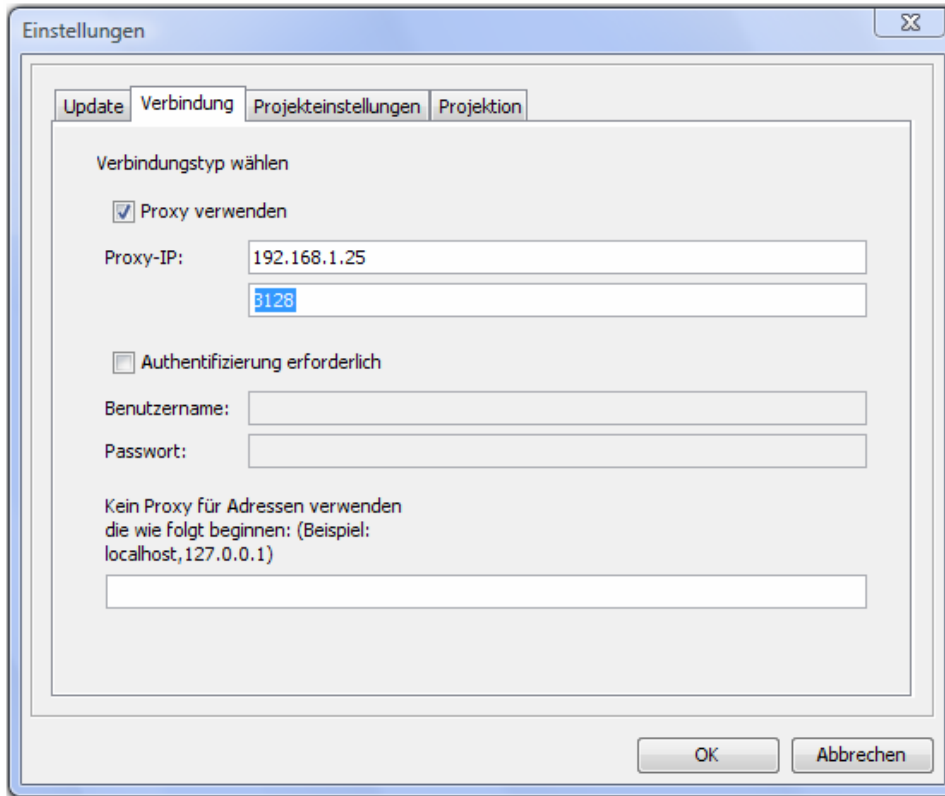 Einstellungen
Update Verbindung Projekteinstellungen Projektion
Verbindungstyp wählen
Proxy verwenden
Proxy-IP: 192.168.1.25
3128
Authentifizierung erforderlich
Benutzername:
Passwort:
Kein Proxy für Adressen verwenden
die wie folgt beginnen: (Beispiel:
localhost,127.0.0.1)
OK Abbrechen